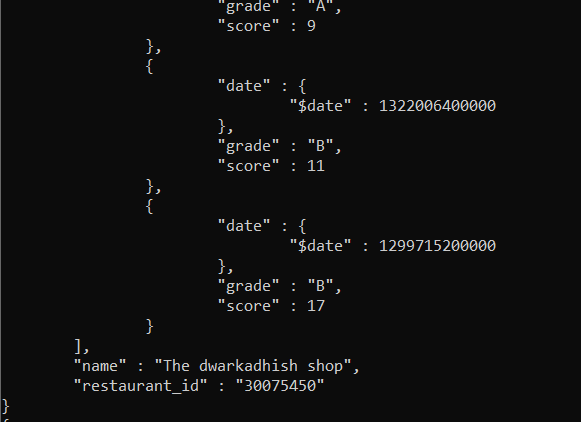 "grade" : "A",
"score" : 9
},
{
"date" : {
"$date" : 1322006400000
},
"grade" : "B",
"score" : 11
},
{
"date" : {
"$date" : 1299715200000
},
"grade" : "B",
"score" : 17
}
],
"name" : "The dwarkadhish shop",
"restaurant_id" : "30075450"
}
{